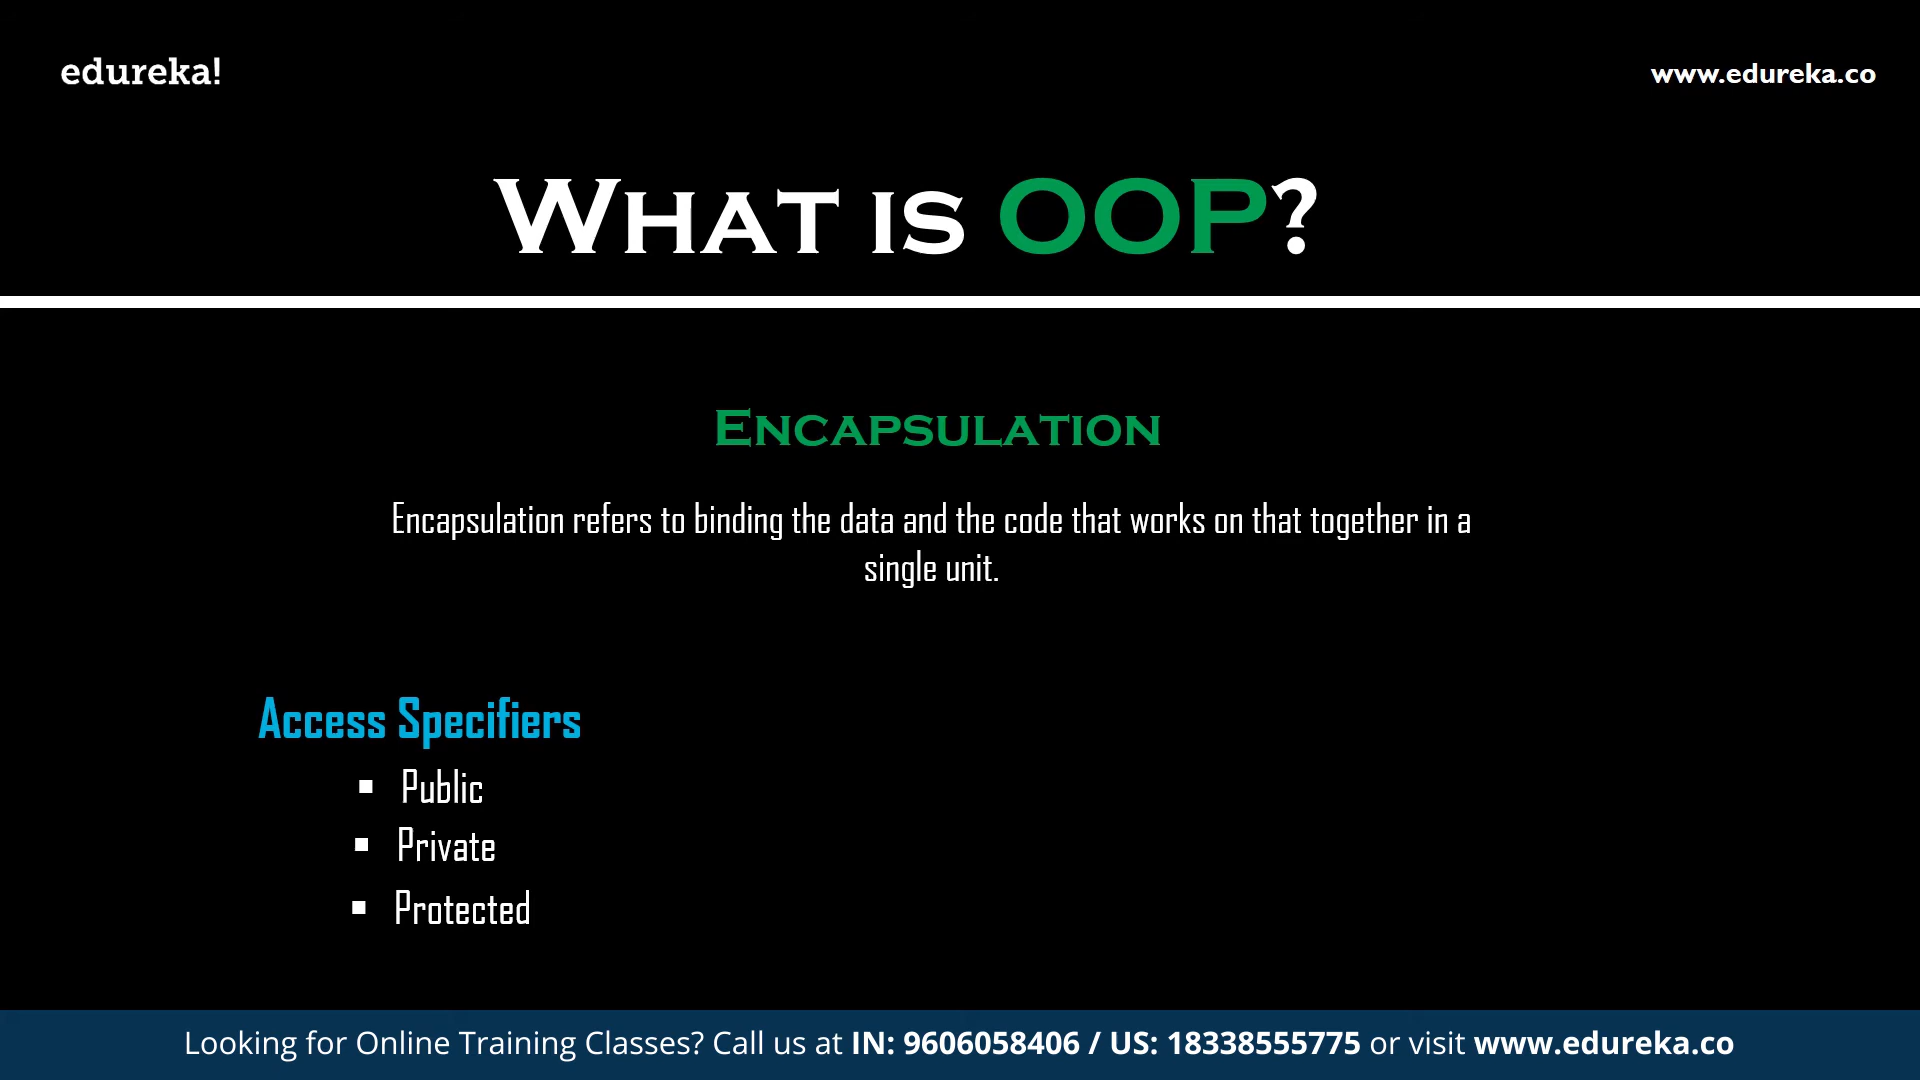 edureka!
www.edureka.co
What is OOP?
Encapsulation
Encapsulation refers to binding the data and the code that works on that together in a
single unit.
Access Specifiers
▪ Public
▪ Private
▪ Protected
Looking for Online Training Classes? Call us at IN: 9606058406 / US: 18338555775 or visit www.edureka.co